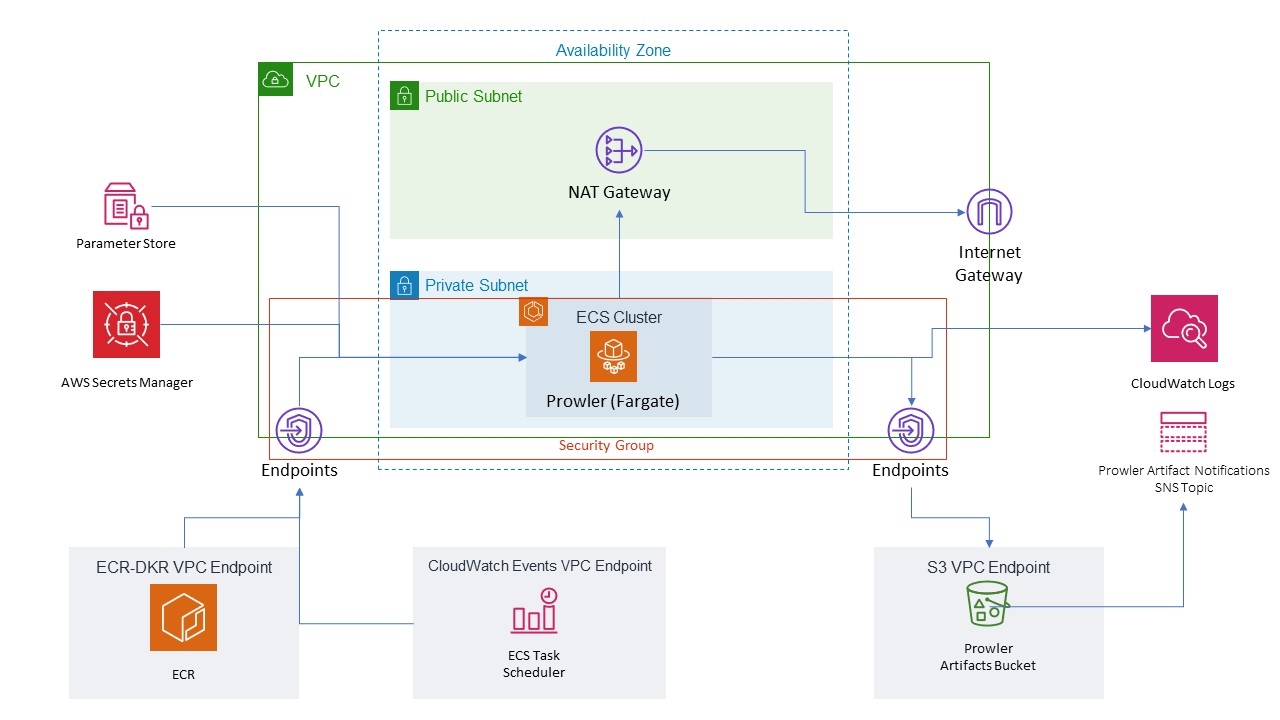 Availability Zone
VPC
Public Subnet
NAT Gateway
Parameter Store
Internet
Gateway
Private Subnet
ECS Cluster
Prowler (Fargate)
AWS Secrets Manager
CloudWatch Logs
Security Group
Endpoints
Endpoints
Prowler Artifact Notifications
SNS Topic
ECR-DKR VPC Endpoint
ECR
CloudWatch Events VPC Endpoint
ECS Task
Scheduler
S3 VPC Endpoint
Prowler
Artifacts Bucket